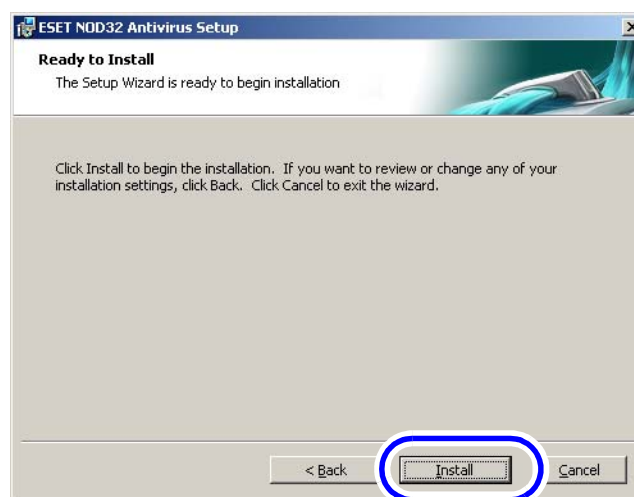 ESET NOD32 Antivirus Setup
Ready to Install
The Setup Wizard is ready to begin installation
Click Install to begin the installation. If you want to review or change any of your
installation settings, click Back. Click Cancel to exit the wizard.
< Back
Install
Cancel